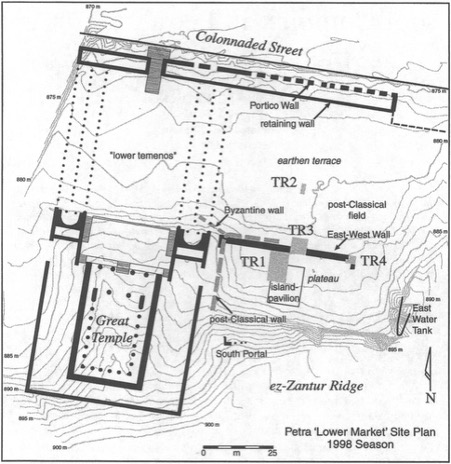 870 m
Colonnaded Street
875 m
875 m
Portico Wall
retaining wall
"lower temenos"
earthen terrace
880 m
880 m
TR2
post-Classical
field
Byzantine wall
TR3
East-West Wall
TR1
TR4
plateau
island-
pavilion
890 m
East
Water
Tank
post-Classical wall
Great
Temple
South Portal
885 m
895 m
890 m
ez-Zantur Ridge
N
900 m
Petra 'Lower Market' Site Plan
1998 Season
0
m
25